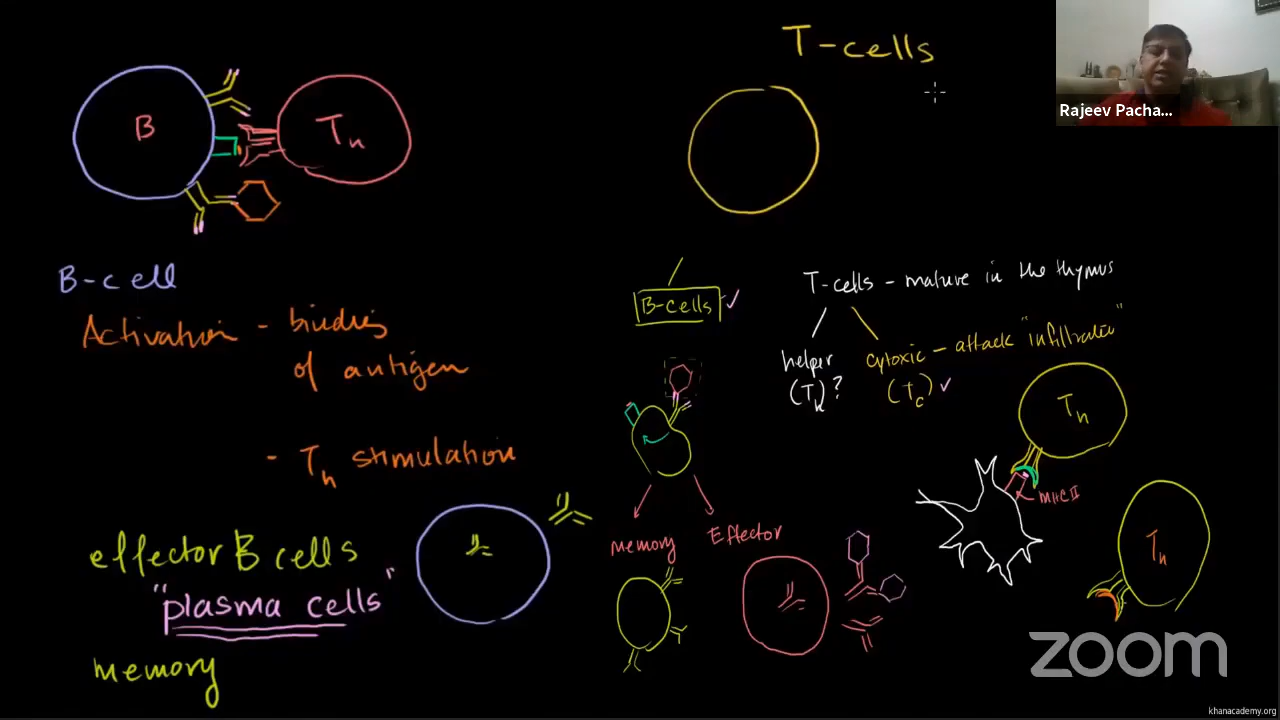 T-cells
Rajeev Pacha...
B
Th
B-cell
Activation - binding
of antigen
- Th stimulation
effector B cells
"plasma cells"
memory
B-cells
T-cells - mature in the thymus
helper
(Th)?
cytoxic - attack "infiltrated"
(Tc)
Memory
Effector
Th
MHC II
Th
zoom
khanacademy.org